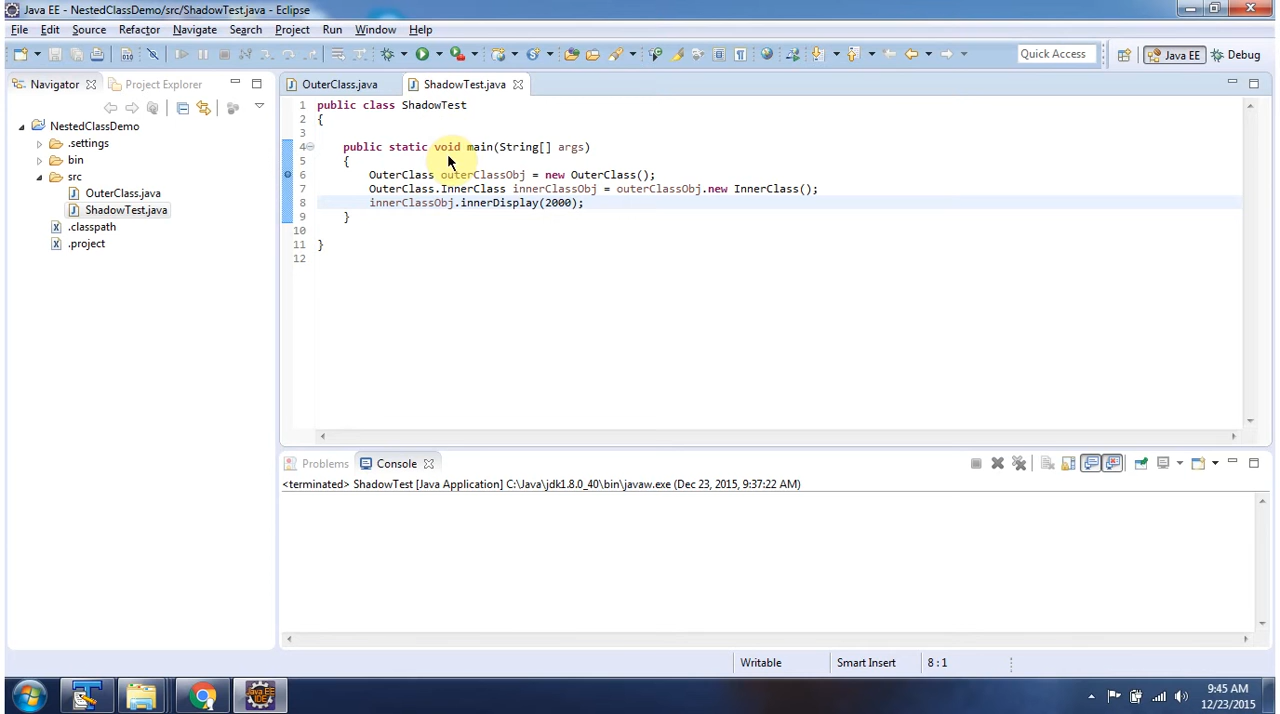 Java EE - NestedClassDemo/src/ShadowTest.java - Eclipse
File Edit Source Refactor Navigate Search Project Run Window Help
Quick Access Java EE Debug
Navigator Project Explorer
OuterClass.java ShadowTest.java
NestedClassDemo
.settings
bin
src
OuterClass.java
ShadowTest.java
.classpath
.project
1 public class ShadowTest
2 {
3
4 public static void main(String[] args)
5 {
6 OuterClass outerClassObj = new OuterClass();
7 OuterClass.InnerClass innerClassObj = outerClassObj.new InnerClass();
8 innerClassObj.innerDisplay(2000);
9 }
10
11 }
12
Problems Console
<terminated> ShadowTest [Java Application] C:\Java\jdk1.8.0_40\bin\javaw.exe (Dec 23, 2015, 9:37:22 AM)
Writable Smart Insert 8 : 1
Java EE IDE
9:45 AM
12/23/2015